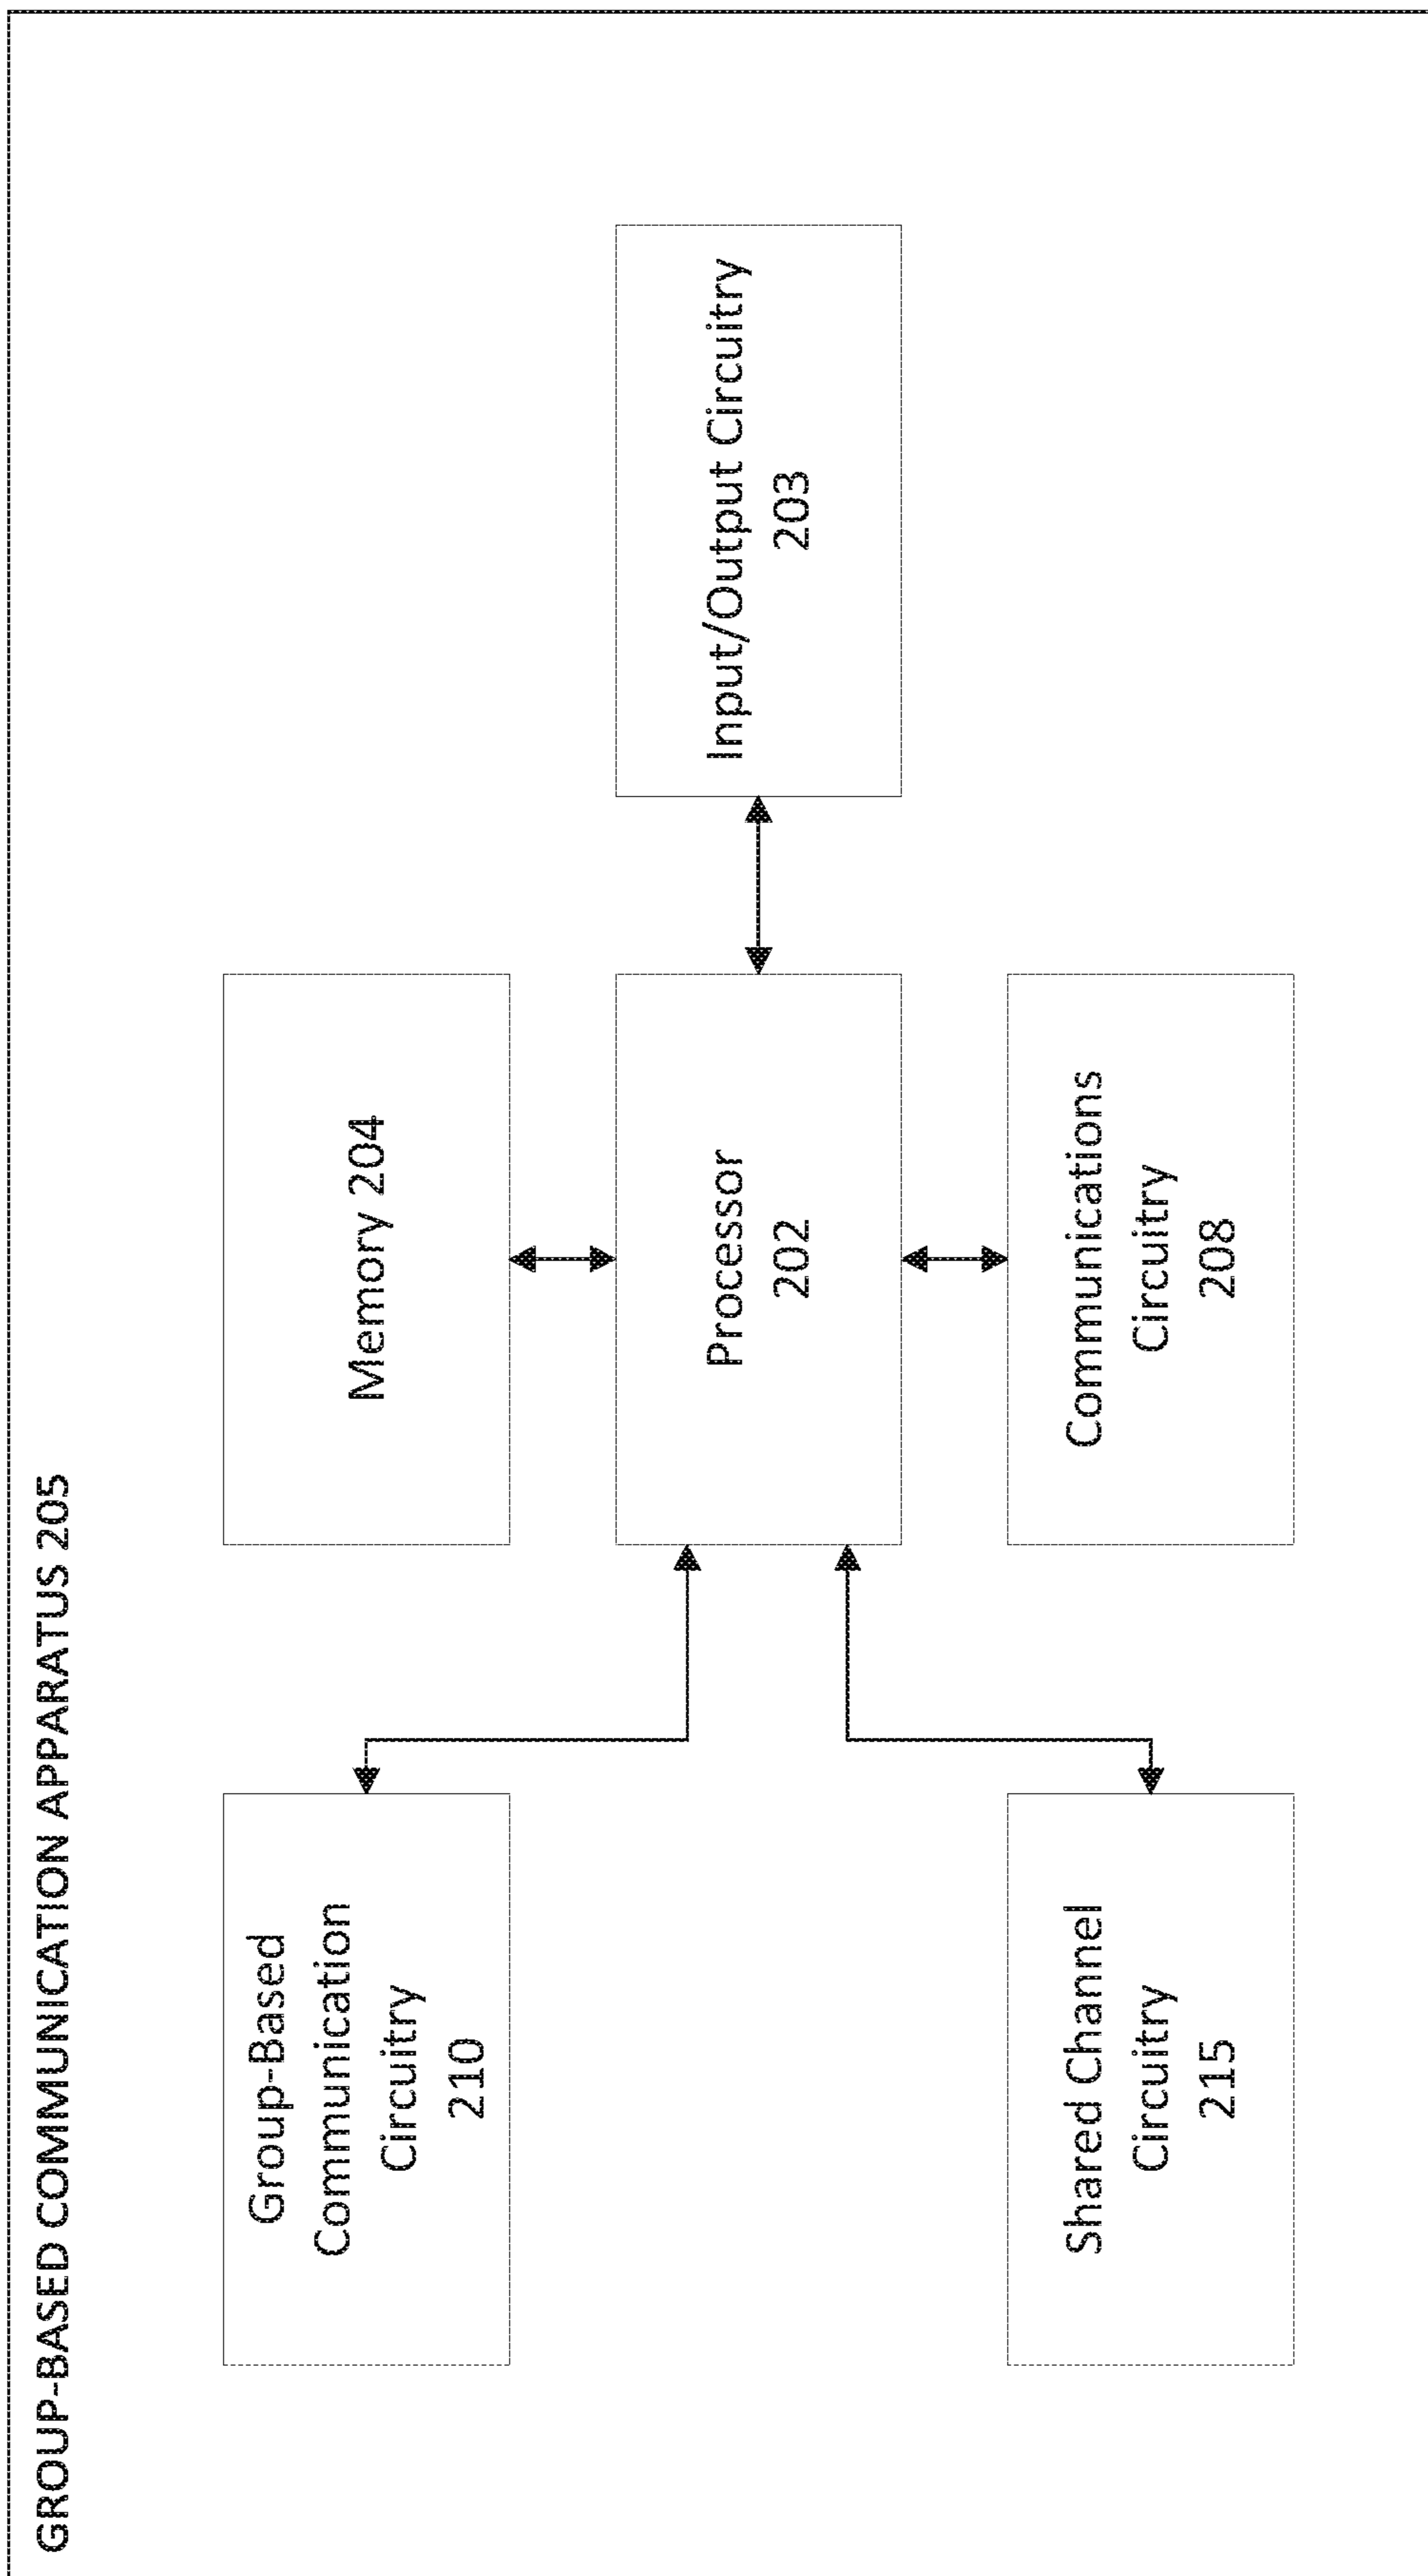 GROUP-BASED COMMUNICATION APPARATUS 205
Group-Based
Communication
Circuitry
210
Memory 204
Processor
202
Input/Output Circuitry
203
Shared Channel
Circuitry
215
Communications
Circuitry
208